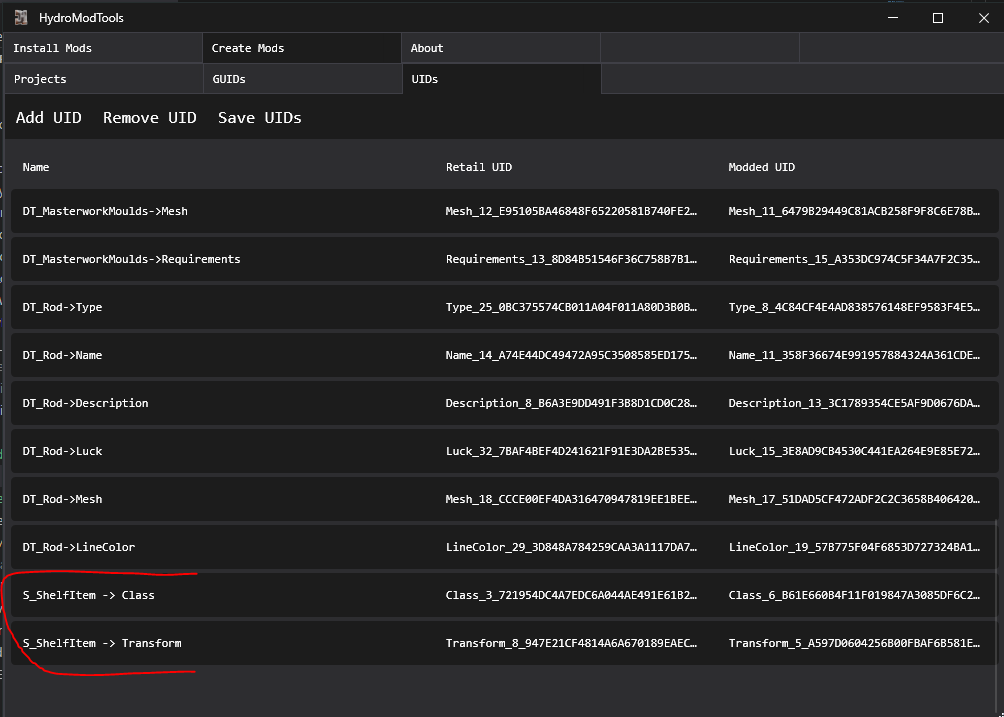 HydroModTools
Install Mods Create Mods About
Projects GUIDs UIDs
Add UID Remove UID Save UIDs
Name Retail UID Modded UID
DT_MasterworkMoulds->Mesh Mesh_12_E95105BA46848F65220581B740FE2… Mesh_11_6479B29449C81ACB258F9F8C6E78B…
DT_MasterworkMoulds->Requirements Requirements_13_8D84B51546F36C758B7B1… Requirements_15_A353DC974C5F34A7F2C35…
DT_Rod->Type Type_25_0BC375574CB011A04F011A80D3B0B… Type_8_4C84CF4E4AD838576148EF9583F4E5…
DT_Rod->Name Name_14_A74E44DC49472A95C3508585ED175… Name_11_358F36674E991957884324A361CDE…
DT_Rod->Description Description_8_B6A3E9DD491F3B8D1CD0C28… Description_13_3C1789354CE5AF9D0676DA…
DT_Rod->Luck Luck_32_7BAF4BEF4D241621F91E3DA2BE535… Luck_15_3E8AD9CB4530C441EA264E9E85E72…
DT_Rod->Mesh Mesh_18_CCCE00EF4DA316470947819EE1BEE… Mesh_17_51DAD5CF472ADF2C2C3658B406420…
DT_Rod->LineColor LineColor_29_3D848A784259CAA3A1117DA7… LineColor_19_57B775F04F6853D727324BA1…
S_ShelfItem -> Class Class_3_721954DC4A7EDC6A044AE491E61B2… Class_6_B61E660B4F11F019847A3085DF6C2…
S_ShelfItem -> Transform Transform_8_947E21CF4814A6A670189EAEC… Transform_5_A597D0604256B00FBAF6B581E…